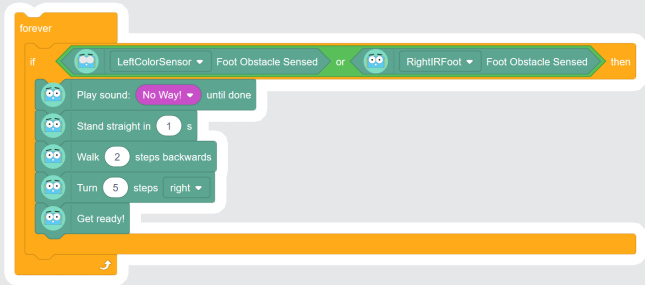 forever
if LeftColorSensor Foot Obstacle Sensed or RightIRFoot Foot Obstacle Sensed then
Play sound: No Way! until done
Stand straight in 1 s
Walk 2 steps backwards
Turn 5 steps right
Get ready!